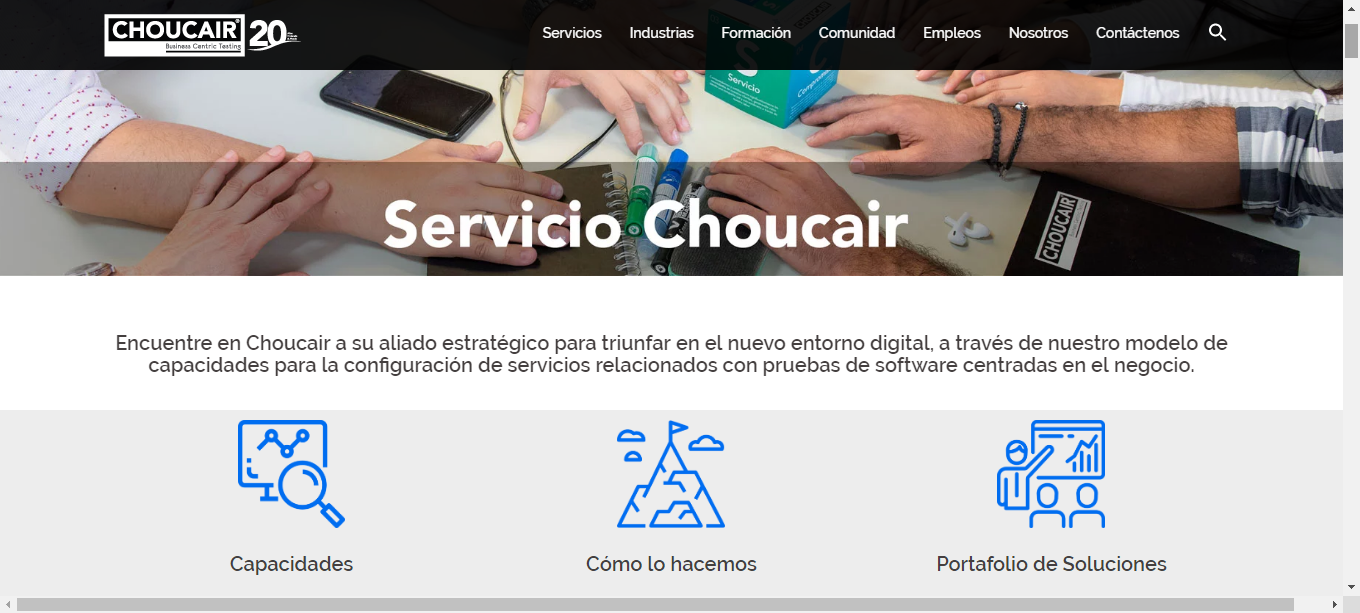 CHOUCAIR
Business Centric Testing
20
Servicios Industrias Formación Comunidad Empleos Nosotros Contáctenos
S C
Servicio
CHOUCAIR
Servicio Choucair
Encuentre en Choucair a su aliado estratégico para triunfar en el nuevo entorno digital, a través de nuestro modelo de
capacidades para la configuración de servicios relacionados con pruebas de software centradas en el negocio.
Capacidades Cómo lo hacemos Portafolio de Soluciones